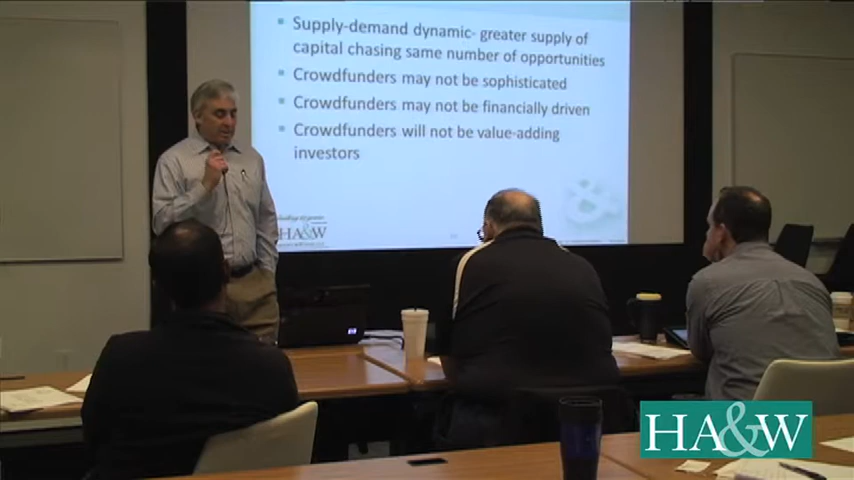 Supply-demand dynamic- greater supply of
capital chasing same number of opportunities
Crowdfunders may not be sophisticated
Crowdfunders may not be financially driven
Crowdfunders will not be value-adding
investors
HA&W
hp
HA&W